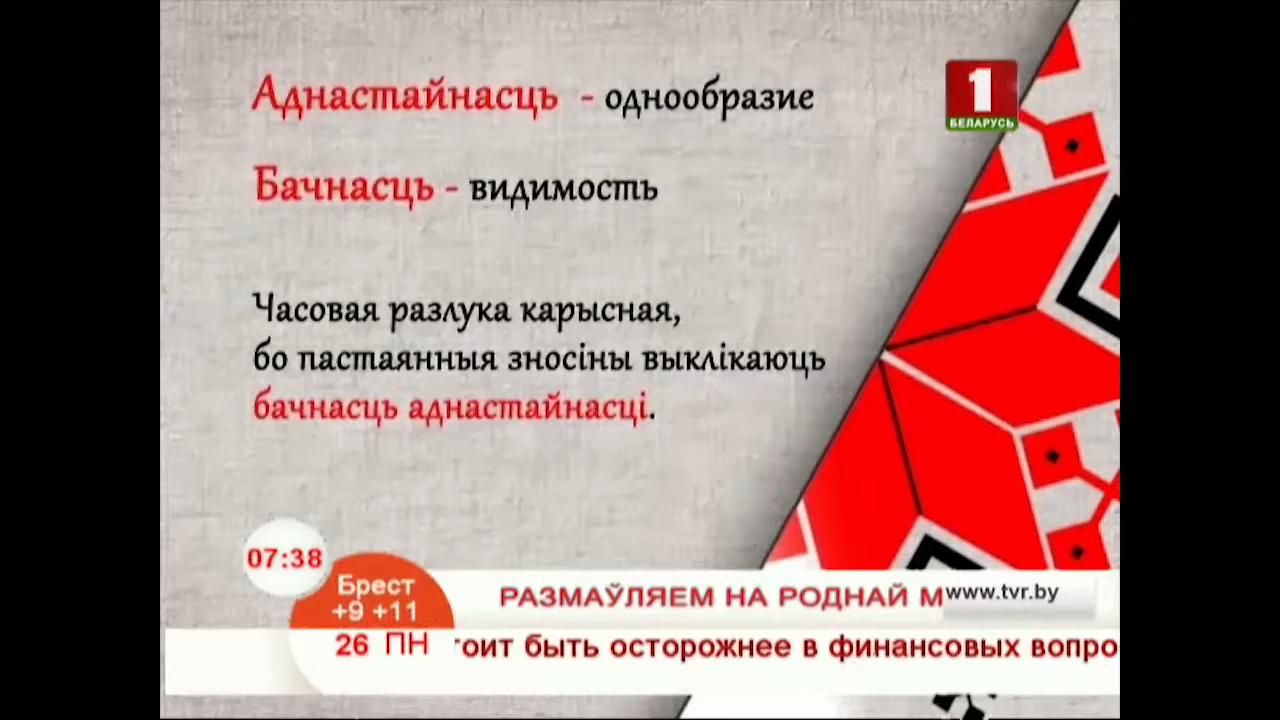 Аднастайнасць - однообразие
1
БЕЛАРУСЬ
Бачнасць - видимость
Часовая разлука карысная,
бо пастаянныя зносіны выклікаюць
бачнасць аднастайнасці.
07:38
Брест
+9 +11
РАЗМАЎЛЯЕМ НА РОДНАЙ М
www.tvr.by
26 ПН
тоит быть осторожнее в финансовых вопро